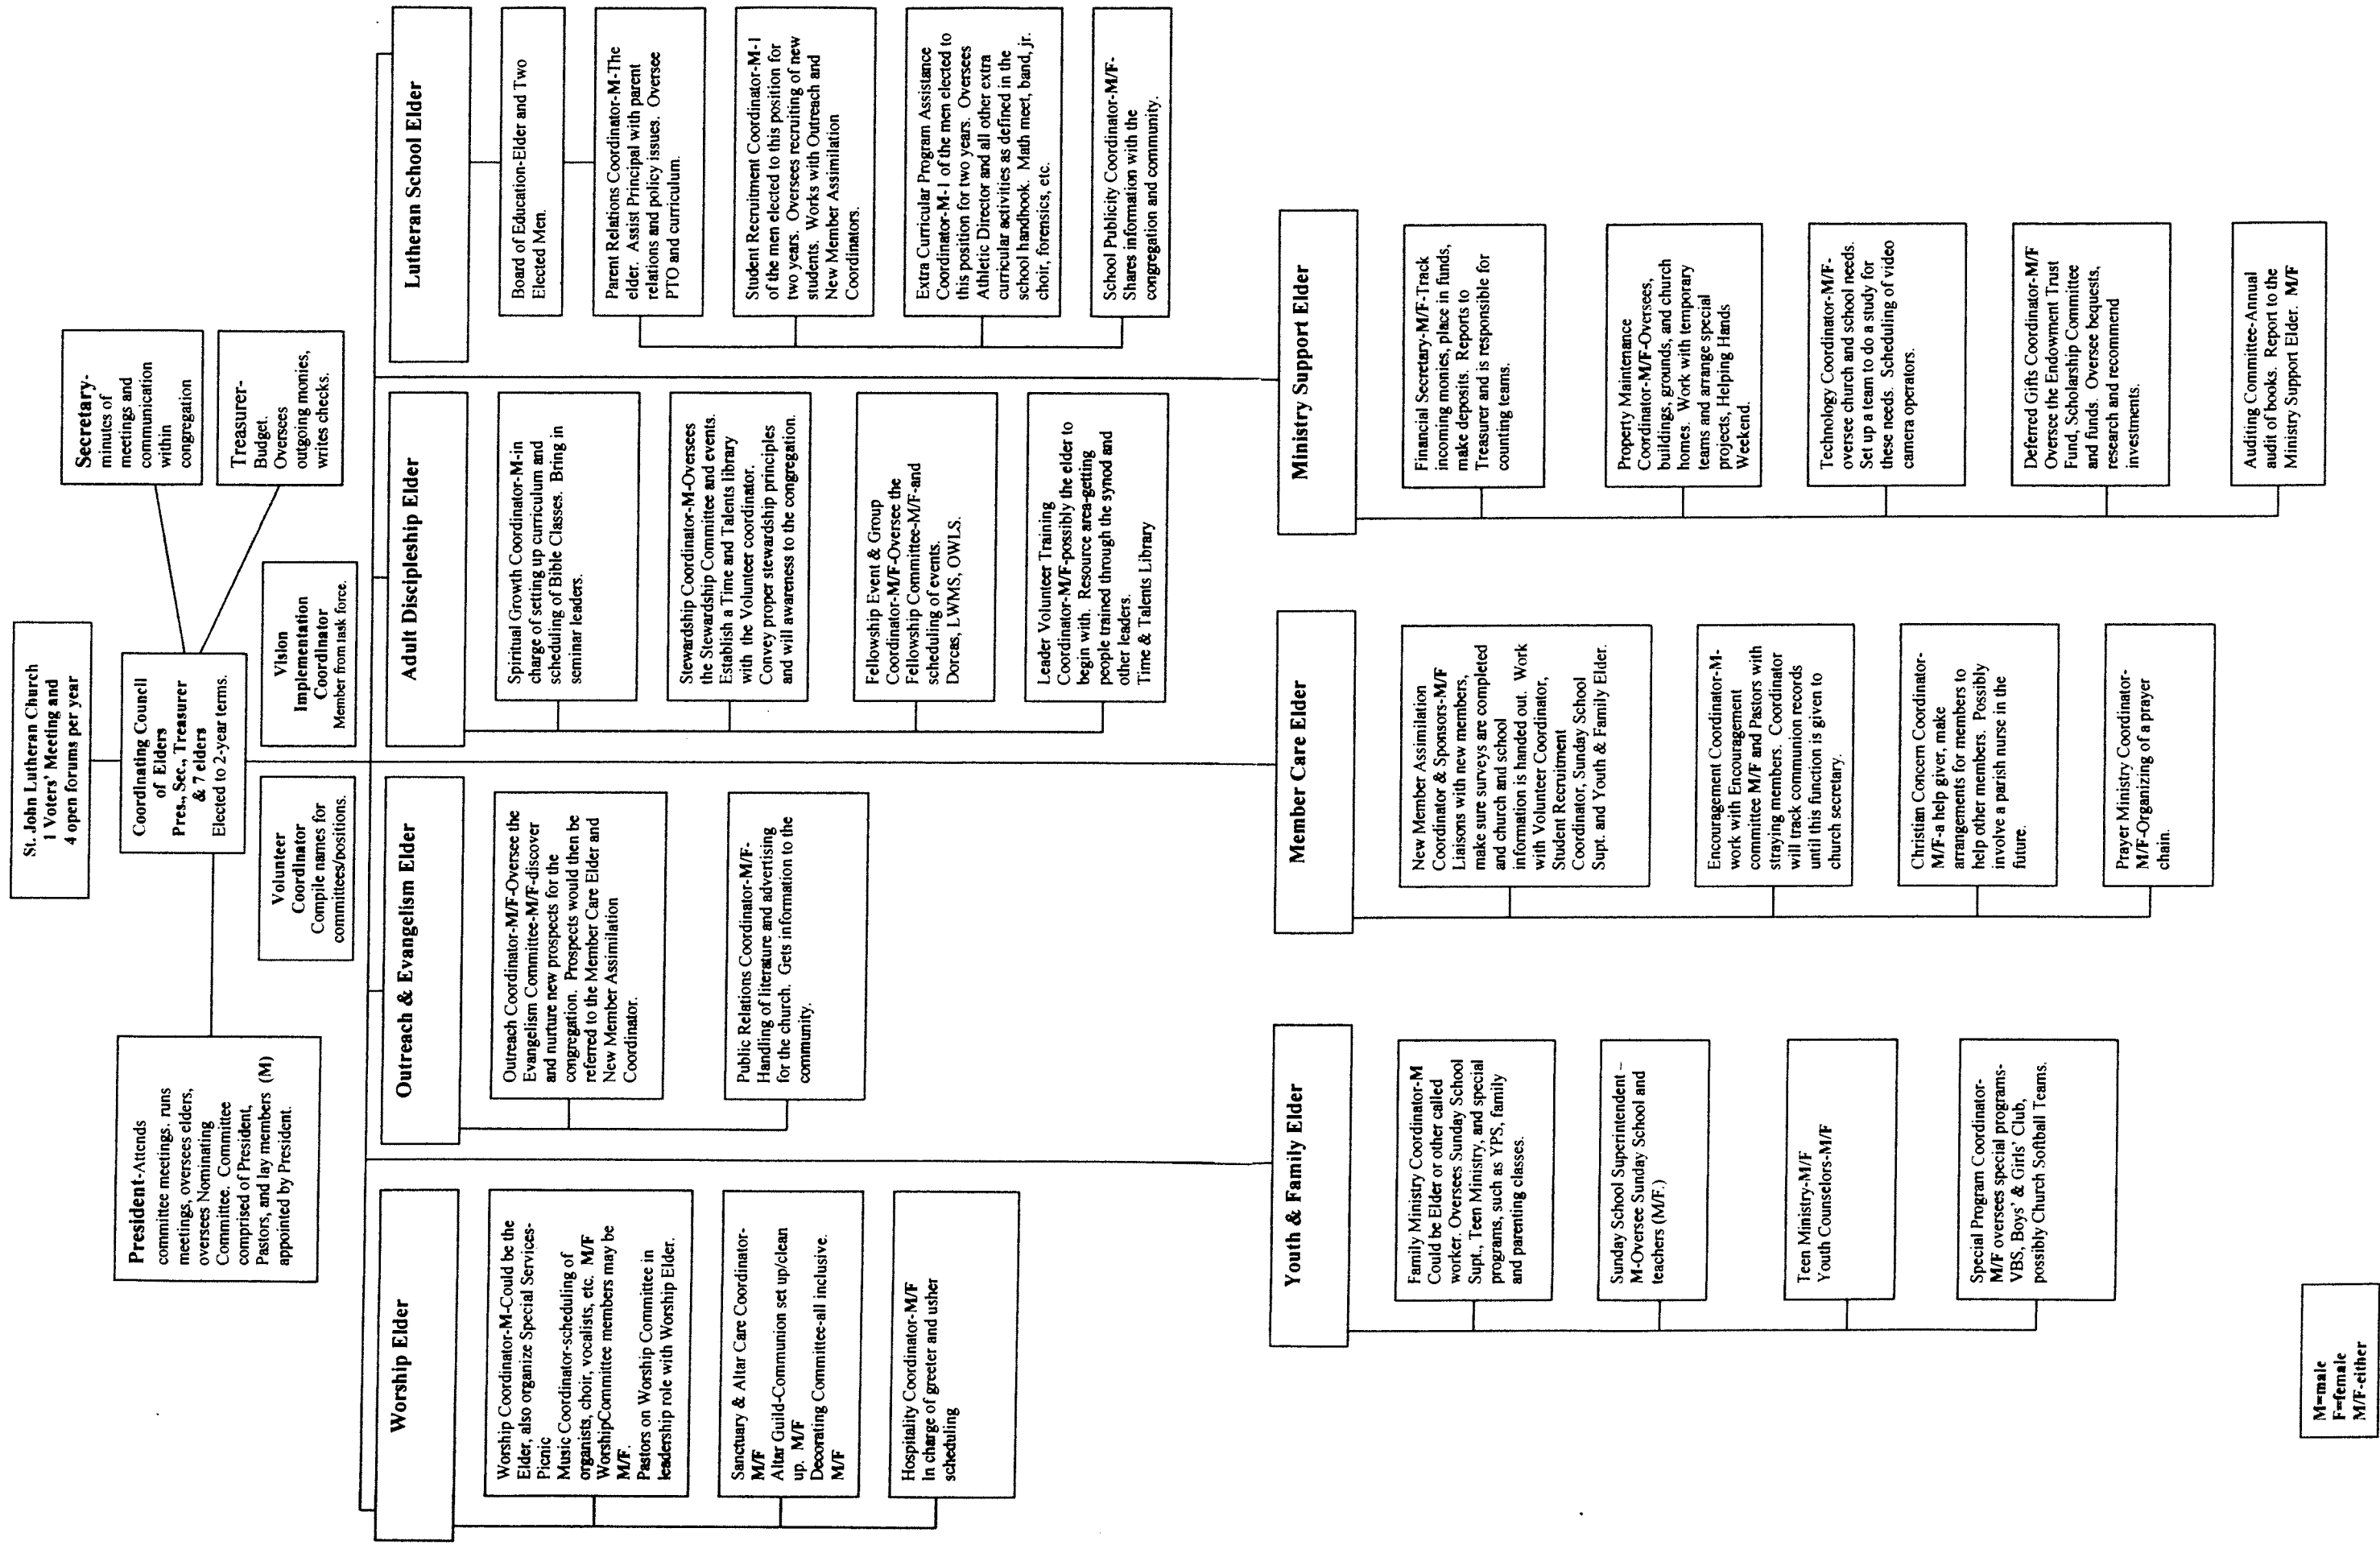 St. John Lutheran Church
1 Voters' Meeting and
4 open forums per year
President-Attends
committee meetings. runs
meetings, oversees elders,
oversees Nominating
Committee. Committee
comprised of President,
Pastors, and lay members (M)
appointed by President.
Coordinating Council
of Elders
Pres., Sec., Treasurer
& 7 elders
Elected to 2-year terms.
Secretary-
minutes of
meetings and
communication
within
congregation
Treasurer-
Budget.
Oversees
outgoing monies,
writes checks.
Volunteer
Coordinator
Compile names for
committees/positions.
Vision
Implementation
Coordinator
Member from task force.
Worship Elder
Worship Coordinator-M-Could be the
Elder, also organize Special Services-
Picnic
Music Coordinator-scheduling of
organists, choir, vocalists, etc. M/F
WorshipCommittee members may be
M/F.
Pastors on Worship Committee in
leadership role with Worship Elder.
Sanctuary & Altar Care Coordinator-
M/F
Altar Guild-Communion set up/clean
up. M/F
Decorating Committee-all inclusive.
M/F
Hospitality Coordinator-M/F
In charge of greeter and usher
scheduling
Outreach & Evangelism Elder
Outreach Coordinator-M/F-Oversee the
Evangelism Committee-M/F-discover
and nurture new prospects for the
congregation. Prospects would then be
referred to the Member Care Elder and
New Member Assimilation
Coordinator.
Public Relations Coordinator-M/F-
Handling of literature and advertising
for the church. Gets information to the
community.
Adult Discipleship Elder
Spiritual Growth Coordinator-M-in
charge of setting up curriculum and
scheduling of Bible Classes. Bring in
seminar leaders.
Stewardship Coordinator-M-Oversees
the Stewardship Committee and events.
Establish a Time and Talents library
with the Volunteer coordinator.
Convey proper stewardship principles
and will awareness to the congregation.
Fellowship Event & Group
Coordinator-M/F-Oversee the
Fellowship Committee-M/F-and
scheduling of events.
Dorcas, LWMS, OWLS.
Leader Volunteer Training
Coordinator-M/F-possibly the elder to
begin with. Resource area-getting
people trained through the synod and
other leaders.
Time & Talents Library
Lutheran School Elder
Board of Education-Elder and Two
Elected Men.
Parent Relations Coordinator-M-The
elder. Assist Principal with parent
relations and policy issues. Oversee
PTO and curriculum.
Student Recruitment Coordinator-M-1
of the men elected to this position for
two years. Oversees recruiting of new
students. Works with Outreach and
New Member Assimilation
Coordinators.
Extra Curricular Program Assistance
Coordinator-M-1 of the men elected to
this position for two years. Oversees
Athletic Director and all other extra
curricular activities as defined in the
school handbook. Math meet, band, jr.
choir, forensics, etc.
School Publicity Coordinator-M/F-
Shares information with the
congregation and community.
Youth & Family Elder
Family Ministry Coordinator-M
Could be Elder or other called
worker. Oversees Sunday School
Supt., Teen Ministry, and special
programs, such as YPS, family
and parenting classes.
Sunday School Superintendent –
M-Oversee Sunday School and
teachers (M/F.)
Teen Ministry-M/F
Youth Counselors-M/F
Special Program Coordinator-
M/F oversees special programs-
VBS, Boys' & Girls' Club,
possibly Church Softball Teams.
Member Care Elder
New Member Assimilation
Coordinator & Sponsors-M/F
Liaisons with new members,
make sure surveys are completed
and church and school
information is handed out. Work
with Volunteer Coordinator,
Student Recruitment
Coordinator, Sunday School
Supt. and Youth & Family Elder.
Encouragement Coordinator-M-
work with Encouragement
committee M/F and Pastors with
straying members. Coordinator
will track communion records
until this function is given to
church secretary.
Christian Concern Coordinator-
M/F-a help giver, make
arrangements for members to
help other members. Possibly
involve a parish nurse in the
future.
Prayer Ministry Coordinator-
M/F-Organizing of a prayer
chain.
Ministry Support Elder
Financial Secretary-M/F-Track
incoming monies, place in funds,
make deposits. Reports to
Treasurer and is responsible for
counting teams.
Property Maintenance
Coordinator-M/F-Oversees,
buildings, grounds, and church
homes. Work with temporary
teams and arrange special
projects, Helping Hands
Weekend.
Technology Coordinator-M/F-
oversee church and school needs.
Set up a team to do a study for
these needs. Scheduling of video
camera operators.
Deferred Gifts Coordinator-M/F
Oversee the Endowment Trust
Fund, Scholarship Committee
and funds. Oversee bequests,
research and recommend
investments.
Auditing Committee-Annual
audit of books. Report to the
Ministry Support Elder. M/F
M=male
F=female
M/F-either